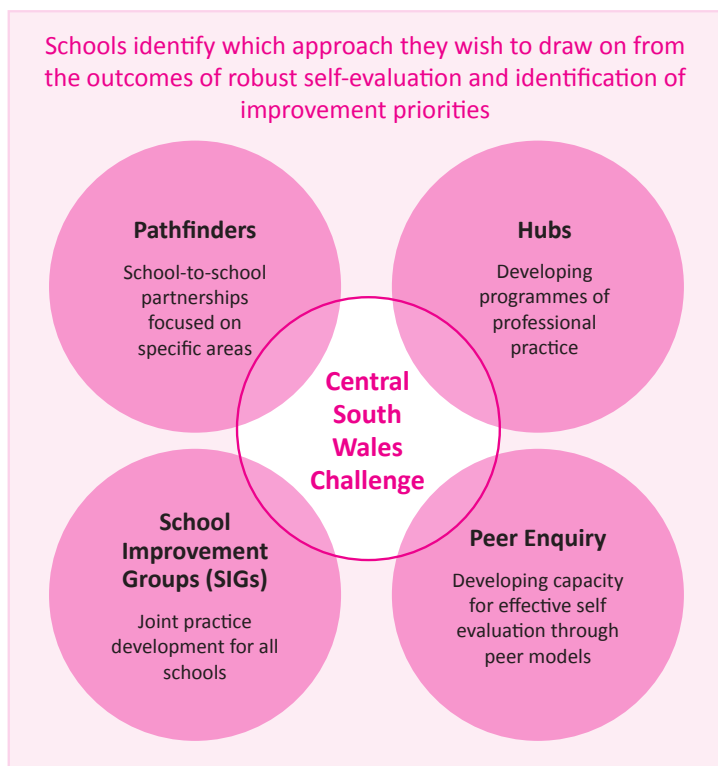 Schools identify which approach they wish to draw on from
the outcomes of robust self-evaluation and identification of
improvement priorities
Pathfinders
School-to-school
partnerships
focused on
specific areas
Hubs
Developing
programmes of
professional
practice
Central
South
Wales
Challenge
School
Improvement
Groups (SIGs)
Joint practice
development for all
schools
Peer Enquiry
Developing capacity
for effective self
evaluation through
peer models